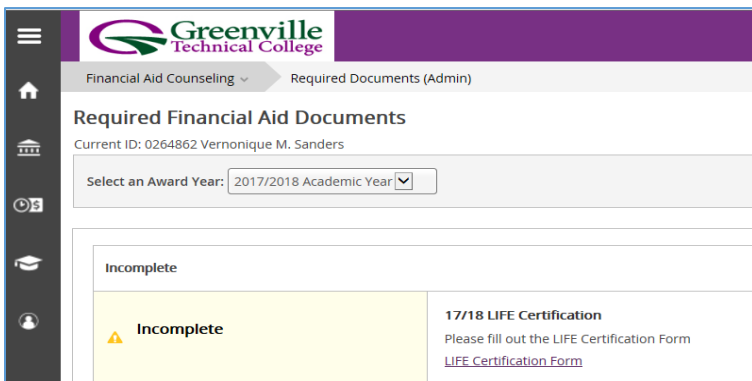 Greenville
Technical College
Financial Aid Counseling
Required Documents (Admin)
Required Financial Aid Documents
Current ID: 0264862 Vernonique M. Sanders
Select an Award Year: 2017/2018 Academic Year
Incomplete
Incomplete
17/18 LIFE Certification
Please fill out the LIFE Certification Form
LIFE Certification Form